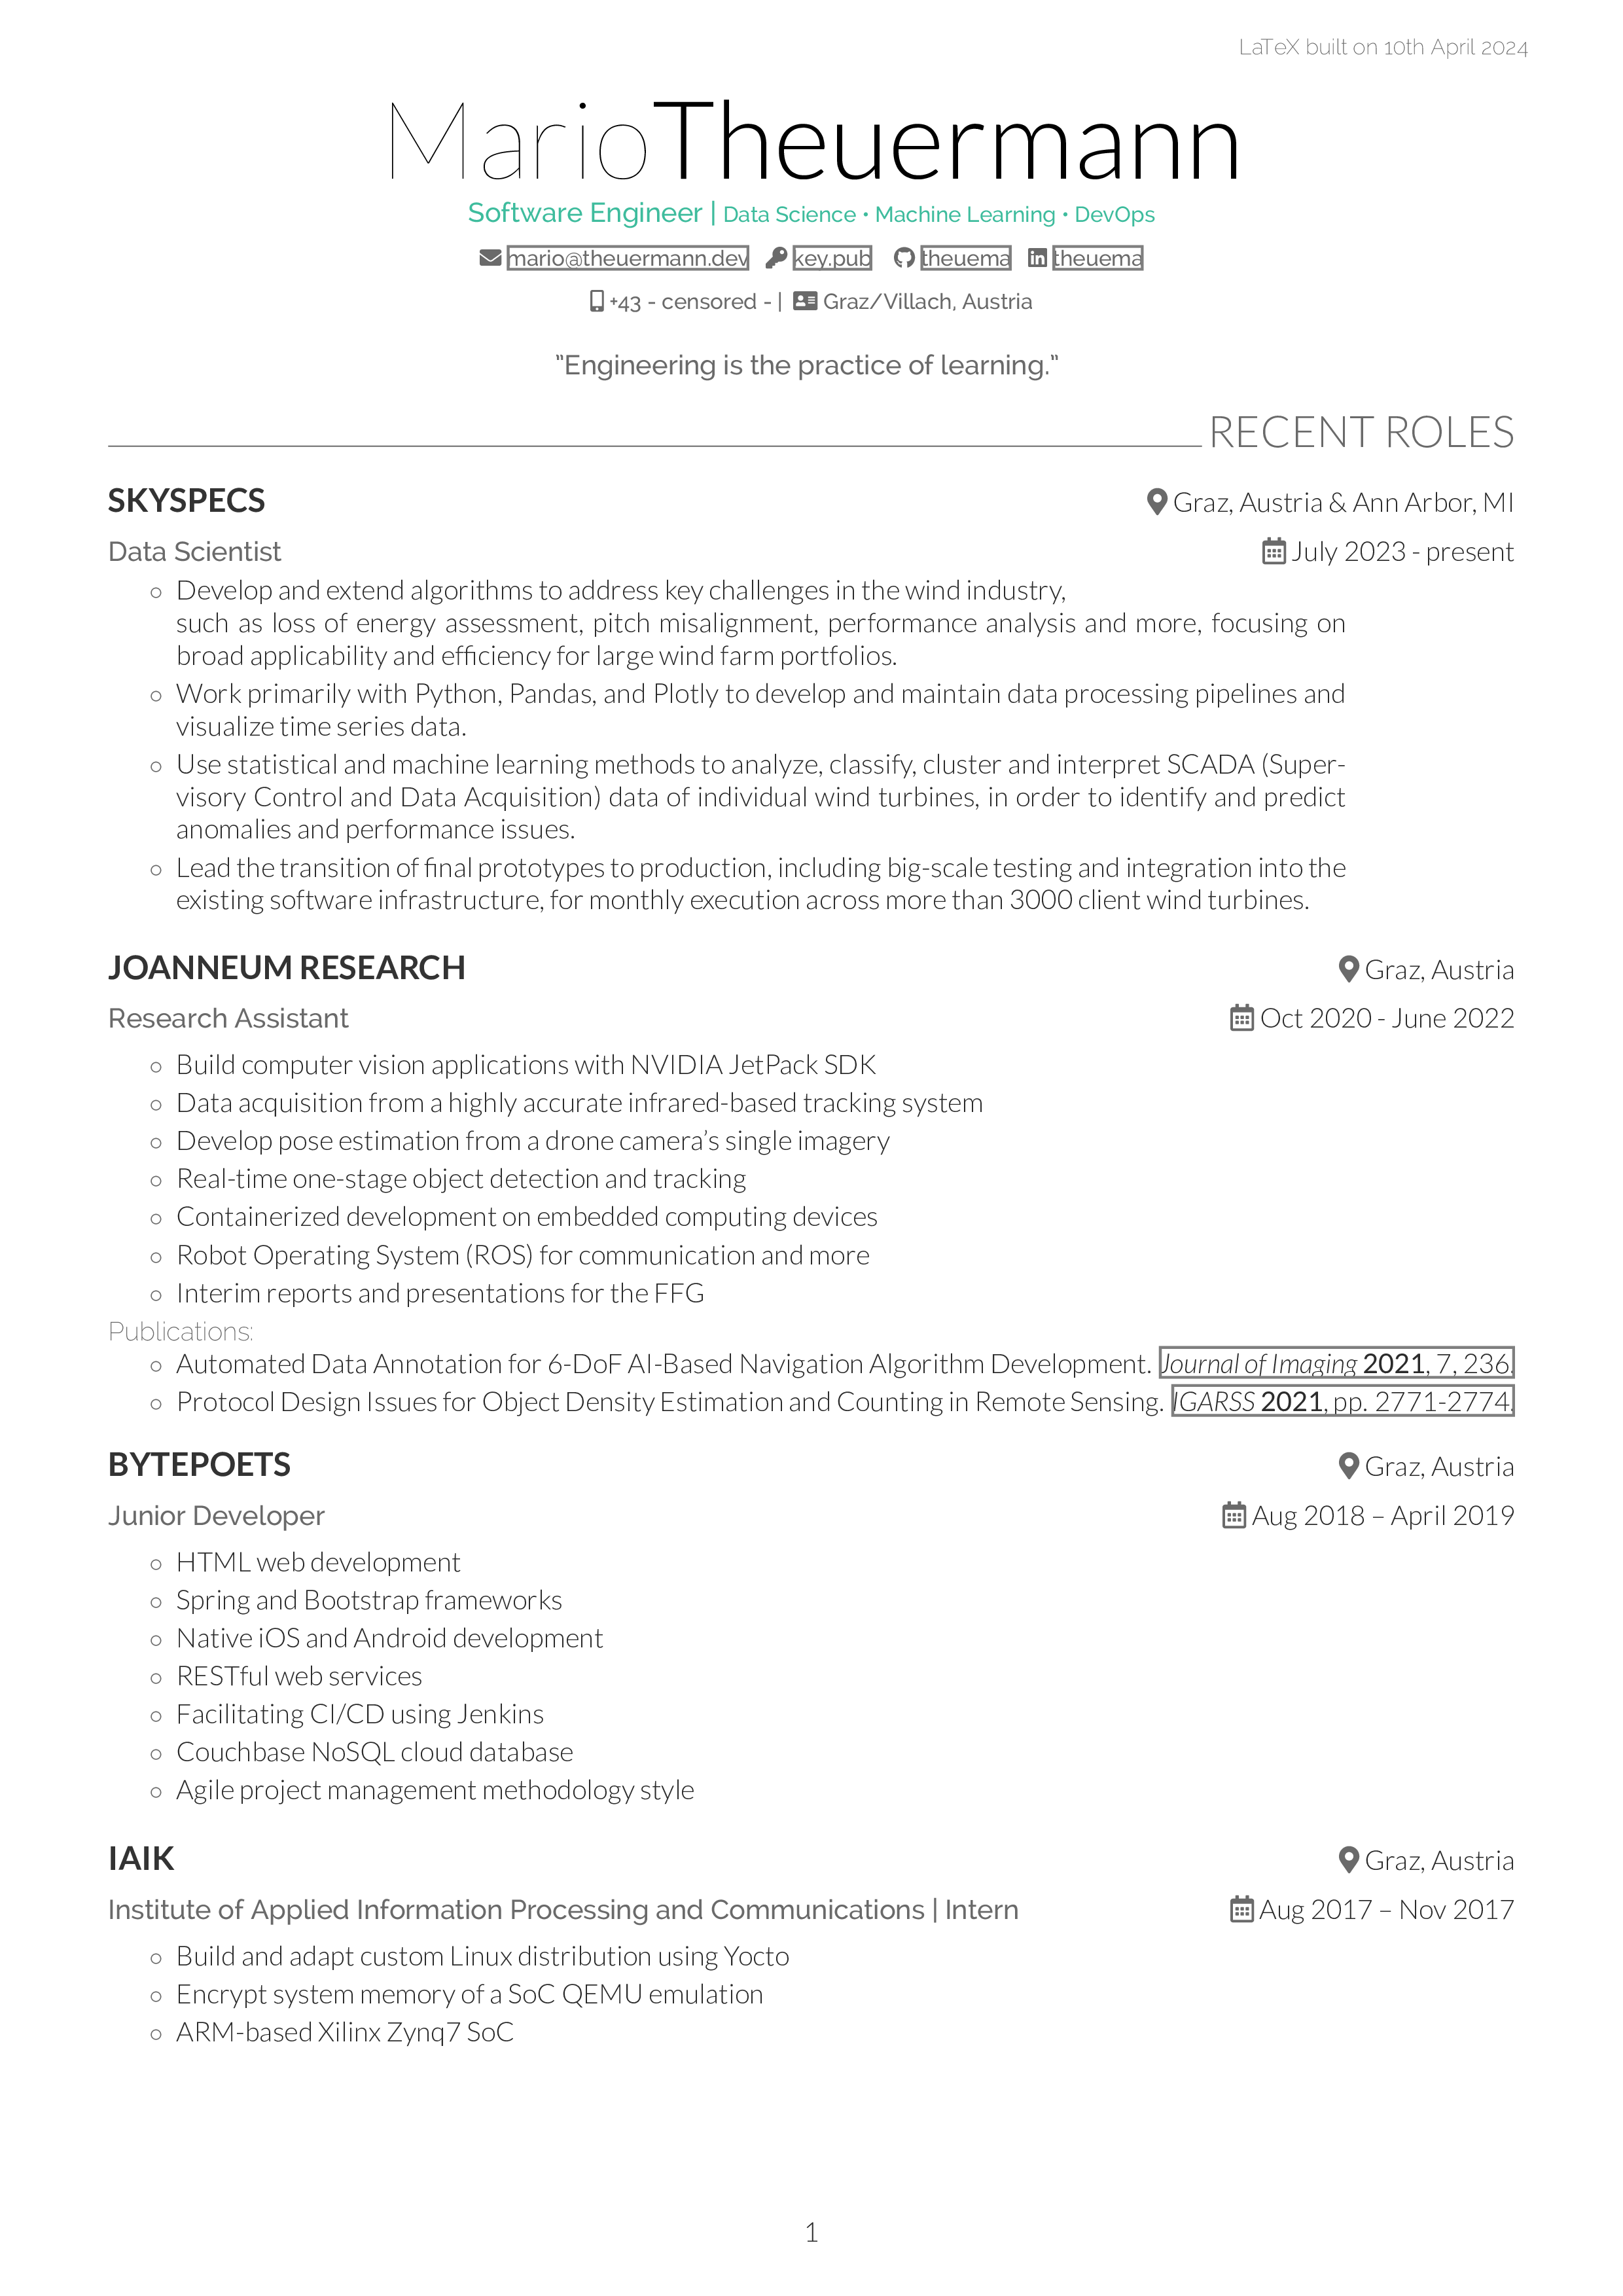 LaTeX built on 10th April 2024
MarioTheuermann
Software Engineer | Data Science • Machine Learning • DevOps
mario@theuermann.dev key.pub theuema theuema
+43 - censored - | Graz/Villach, Austria
"Engineering is the practice of learning."
RECENT ROLES
SKYSPECS Graz, Austria & Ann Arbor, MI
Data Scientist July 2023 - present
◦ Develop and extend algorithms to address key challenges in the wind industry,
such as loss of energy assessment, pitch misalignment, performance analysis and more, focusing on
broad applicability and efficiency for large wind farm portfolios.
◦ Work primarily with Python, Pandas, and Plotly to develop and maintain data processing pipelines and
visualize time series data.
◦ Use statistical and machine learning methods to analyze, classify, cluster and interpret SCADA (Super-
visory Control and Data Acquisition) data of individual wind turbines, in order to identify and predict
anomalies and performance issues.
◦ Lead the transition of final prototypes to production, including big-scale testing and integration into the
existing software infrastructure, for monthly execution across more than 3000 client wind turbines.
JOANNEUM RESEARCH Graz, Austria
Research Assistant Oct 2020 - June 2022
◦ Build computer vision applications with NVIDIA JetPack SDK
◦ Data acquisition from a highly accurate infrared-based tracking system
◦ Develop pose estimation from a drone camera's single imagery
◦ Real-time one-stage object detection and tracking
◦ Containerized development on embedded computing devices
◦ Robot Operating System (ROS) for communication and more
◦ Interim reports and presentations for the FFG
Publications:
◦ Automated Data Annotation for 6-DoF AI-Based Navigation Algorithm Development. Journal of Imaging 2021, 7, 236.
◦ Protocol Design Issues for Object Density Estimation and Counting in Remote Sensing. IGARSS 2021, pp. 2771-2774.
BYTEPOETS Graz, Austria
Junior Developer Aug 2018 – April 2019
◦ HTML web development
◦ Spring and Bootstrap frameworks
◦ Native iOS and Android development
◦ RESTful web services
◦ Facilitating CI/CD using Jenkins
◦ Couchbase NoSQL cloud database
◦ Agile project management methodology style
IAIK Graz, Austria
Institute of Applied Information Processing and Communications | Intern Aug 2017 – Nov 2017
◦ Build and adapt custom Linux distribution using Yocto
◦ Encrypt system memory of a SoC QEMU emulation
◦ ARM-based Xilinx Zynq7 SoC
1